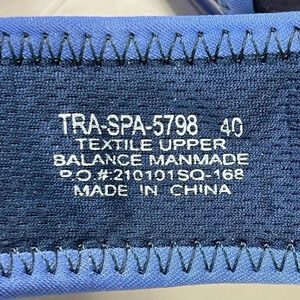 TRA-SPA-5798 40
TEXTILE UPPER
BALANCE MANMADE
P.O.#:210101SQ-168
MADE IN CHINA